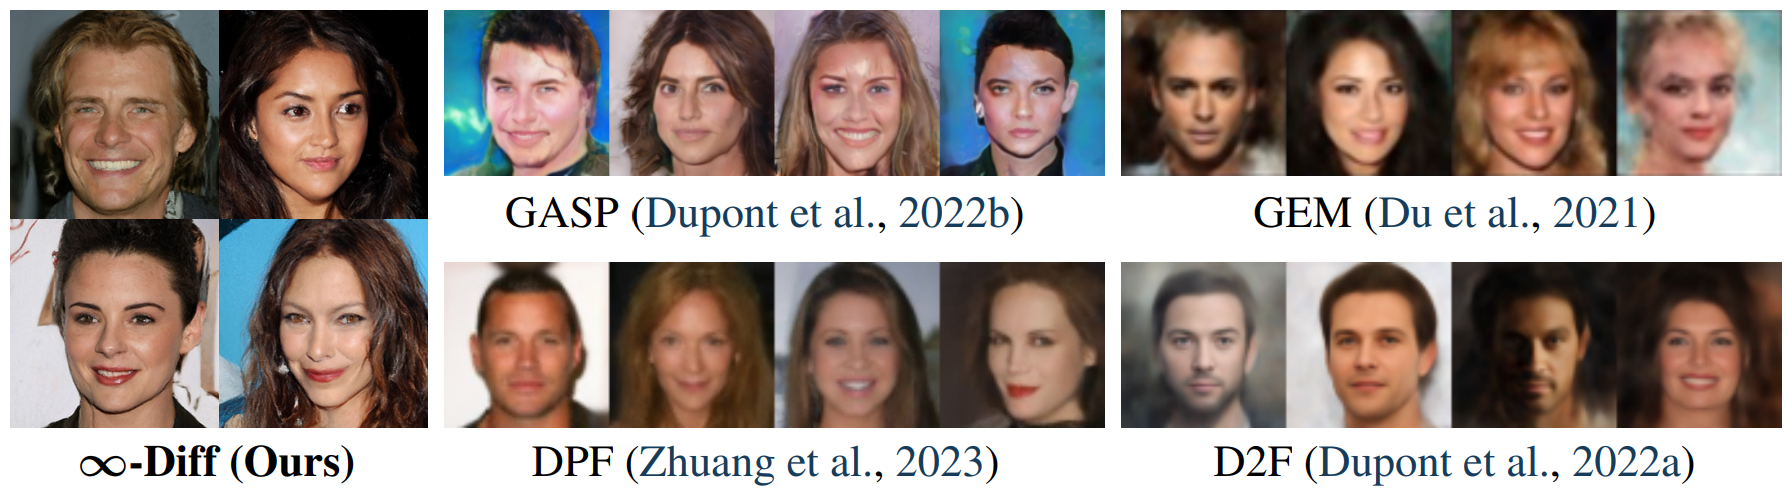 GASP (Dupont et al., 2022b)
GEM (Du et al., 2021)
∞-Diff (Ours)
DPF (Zhuang et al., 2023)
D2F (Dupont et al., 2022a)